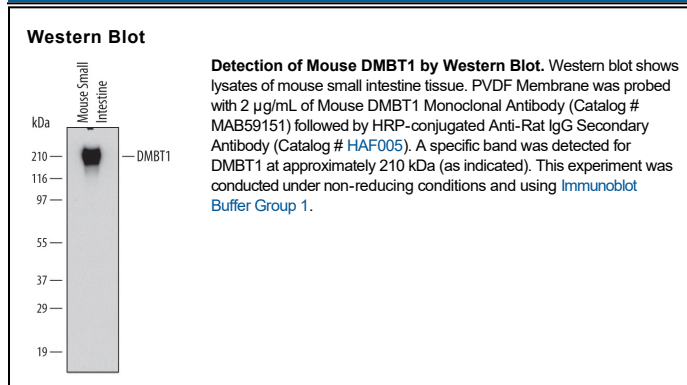 Western Blot
Mouse Small
Intestine
kDa
210
116
97
55
37
29
19
DMBT1
Detection of Mouse DMBT1 by Western Blot. Western blot shows
lysates of mouse small intestine tissue. PVDF Membrane was probed
with 2 µg/mL of Mouse DMBT1 Monoclonal Antibody (Catalog #
MAB59151) followed by HRP-conjugated Anti-Rat IgG Secondary
Antibody (Catalog # HAF005). A specific band was detected for
DMBT1 at approximately 210 kDa (as indicated). This experiment was
conducted under non-reducing conditions and using Immunoblot
Buffer Group 1.